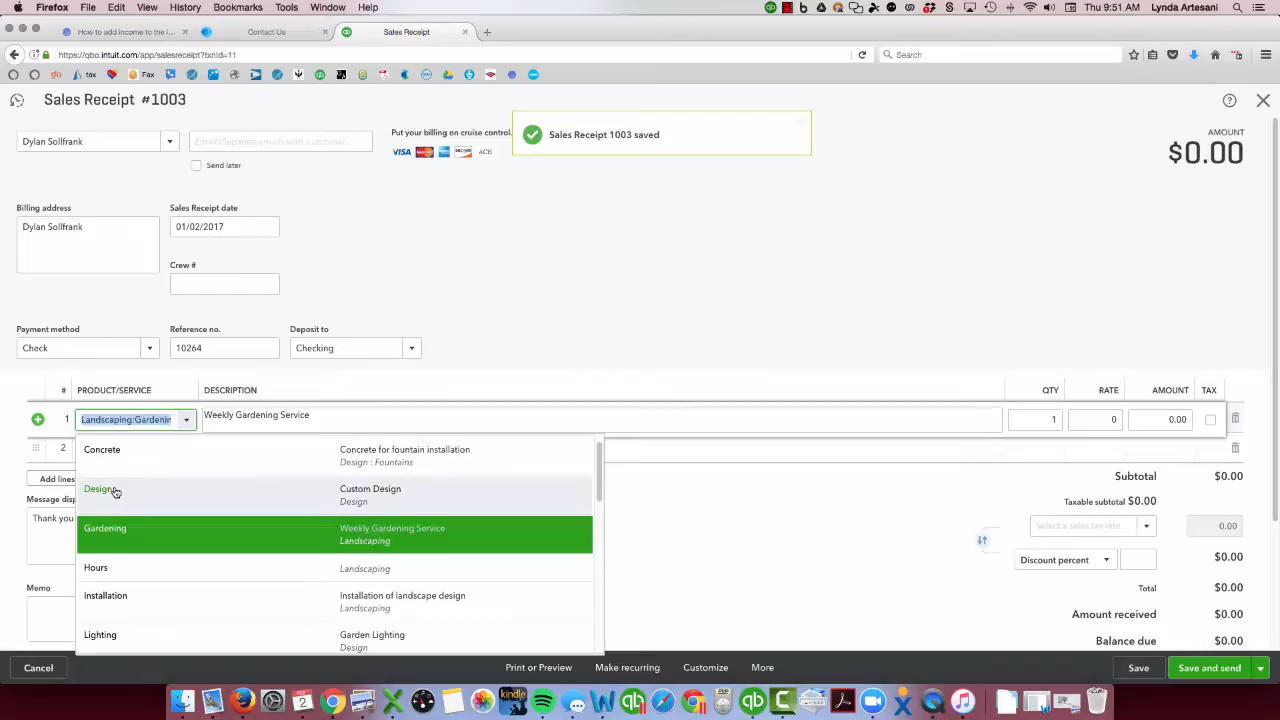 Firefox File Edit View History Bookmarks Tools Window Help
Thu 9:51 AM Lynda Artesani
How to add income to the i...
Contact Us
Sales Receipt
https://qbo.intuit.com/app/salesreceipt?txnId=11
Search
glo
tax
Fax
Sales Receipt #1003
Sales Receipt 1003 saved
AMOUNT
$0.00
Dylan Sollfrank
Email (Separate emails with a comma)
Put your billing on cruise control.
VISA
ACH
Send later
Billing address
Sales Receipt date
Dylan Sollfrank
01/02/2017
Crew #
Payment method
Reference no.
Deposit to
Check
10264
Checking
# PRODUCT/SERVICE DESCRIPTION QTY RATE AMOUNT TAX
1 Landscaping:Gardenin Weekly Gardening Service 1 0 0.00
2
Concrete Concrete for fountain installation
Design : Fountains
Design Custom Design
Design
Gardening Weekly Gardening Service
Landscaping
Hours
Landscaping
Installation Installation of landscape design
Landscaping
Lighting Garden Lighting
Design
Add lines
Message disp
Thank you
Memo
Subtotal $0.00
Taxable subtotal $0.00
Select a sales tax rate 0.00
Discount percent $0.00
Total $0.00
Amount received $0.00
Balance due $0.00
Cancel
Print or Preview
Make recurring
Customize
More
Save
Save and send
kindle